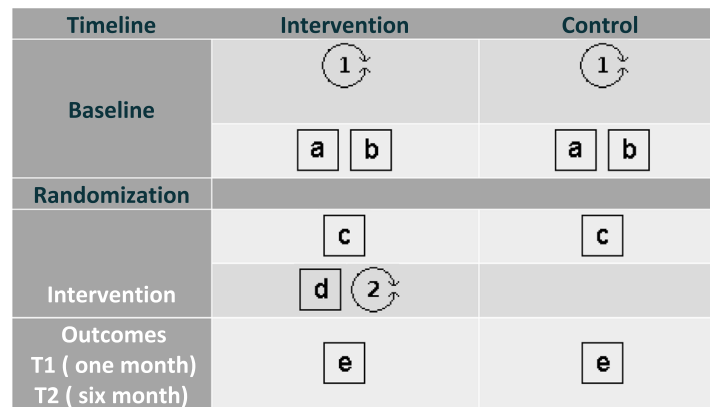 Timeline Intervention Control
1 1
Baseline
a b a b
Randomization
c c
Intervention d 2
Outcomes
T1 ( one month) e e
T2 ( six month)